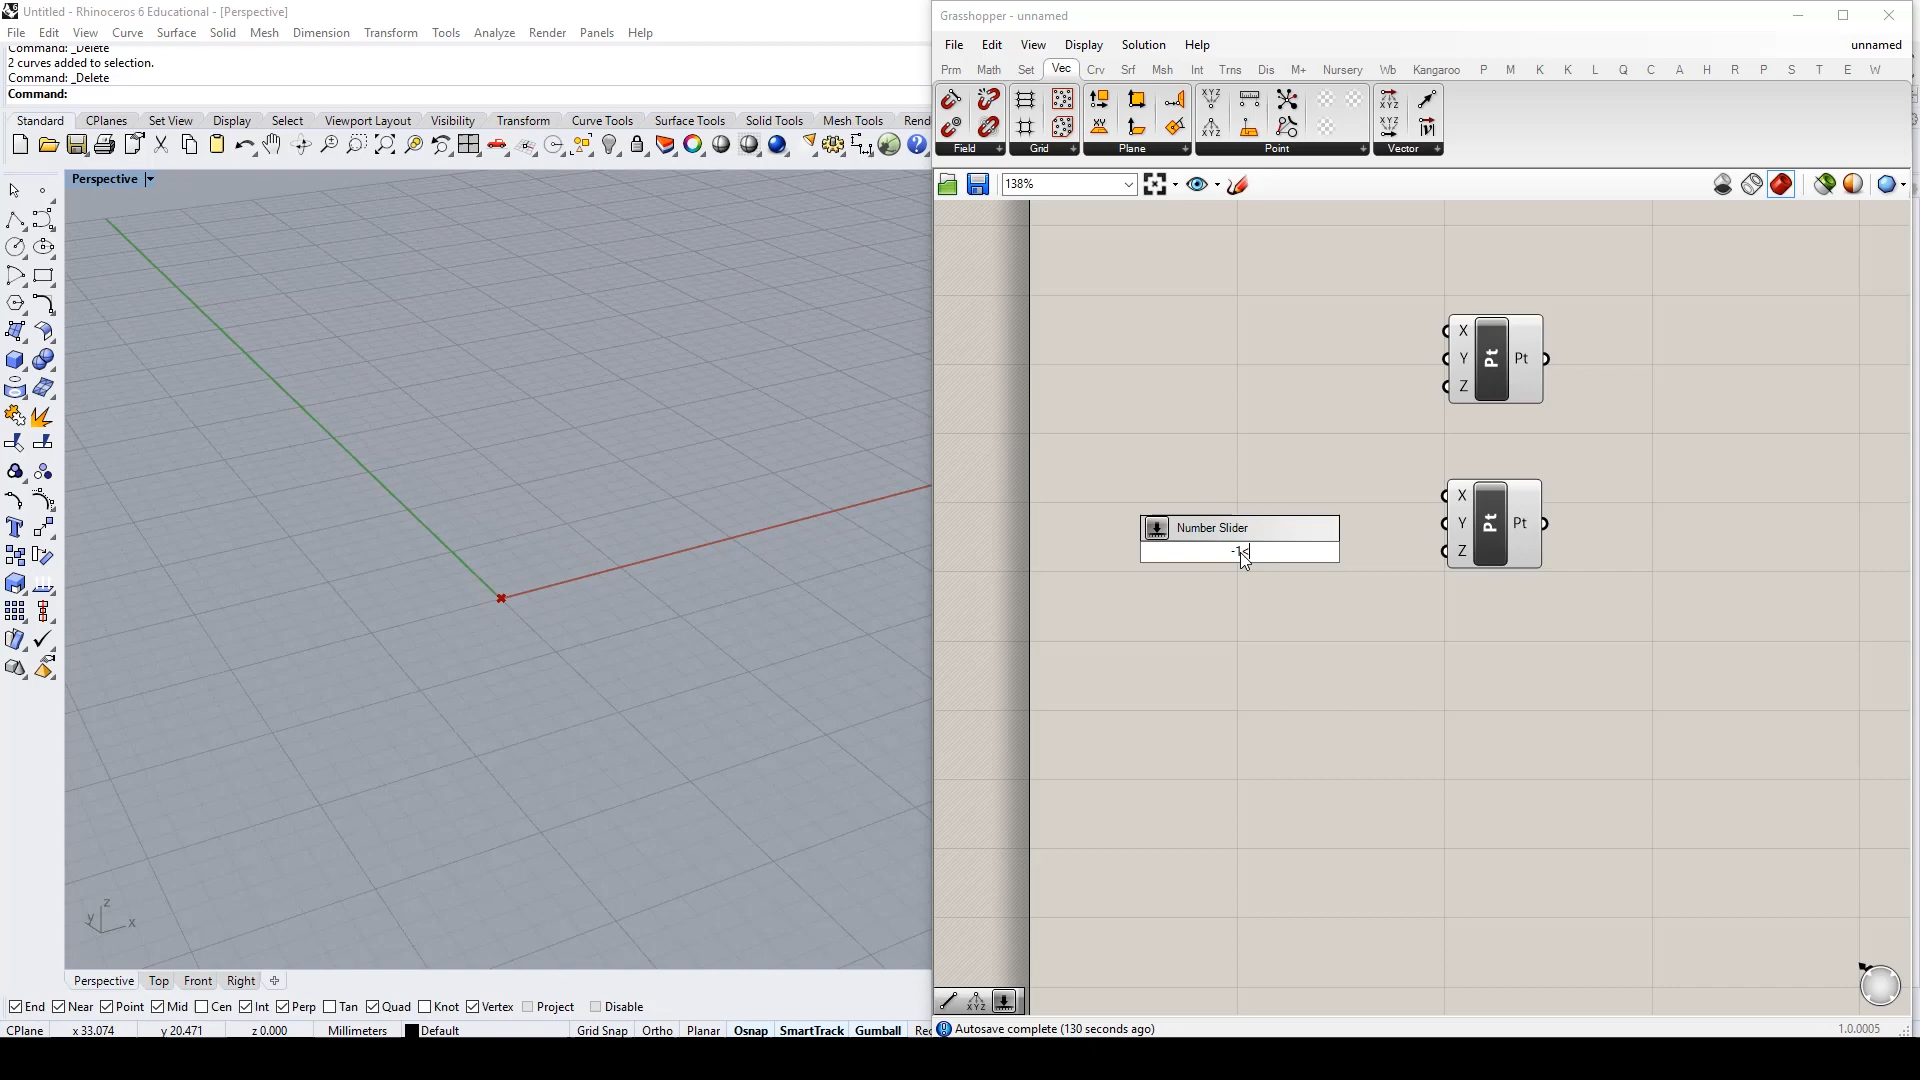 Untitled - Rhinoceros 6 Educational - [Perspective]
File Edit View Curve Surface Solid Mesh Dimension Transform Tools Analyze Render Panels Help
Command: _Delete
2 curves added to selection.
Command: _Delete
Command:
Standard CPlanes Set View Display Select Viewport Layout Visibility Transform Curve Tools Surface Tools Solid Tools Mesh Tools Rend
Perspective
z
y
x
Perspective Top Front Right
End Near Point Mid Cen Int Perp Tan Quad Knot Vertex Project Disable
CPlane x 33.074 y 20.471 z 0.000 Millimeters Default Grid Snap Ortho Planar Osnap SmartTrack Gumball Rec
Grasshopper - unnamed
File Edit View Display Solution Help unnamed
Prm Math Set Vec Crv Srf Msh Int Trns Dis M+ Nursery Wb Kangaroo P M K K L Q C A H R P S T E W
Field Grid Plane Point Vector
138%
X
Y
Z
Pt
Pt
X
Y
Z
Pt
Pt
Number Slider
-1<
Autosave complete (130 seconds ago) 1.0.0005